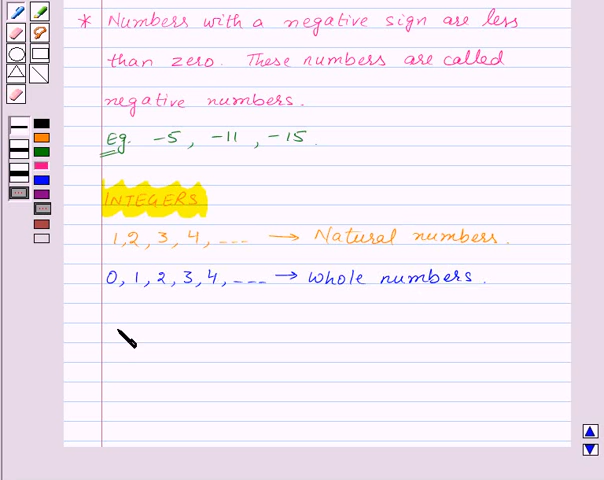 * Numbers with a negative sign are less
than zero. These numbers are called
negative numbers.
Eg. -5, -11, -15.
INTEGERS
1,2,3,4,---- → Natural numbers.
0,1,2,3,4,---- → Whole numbers.